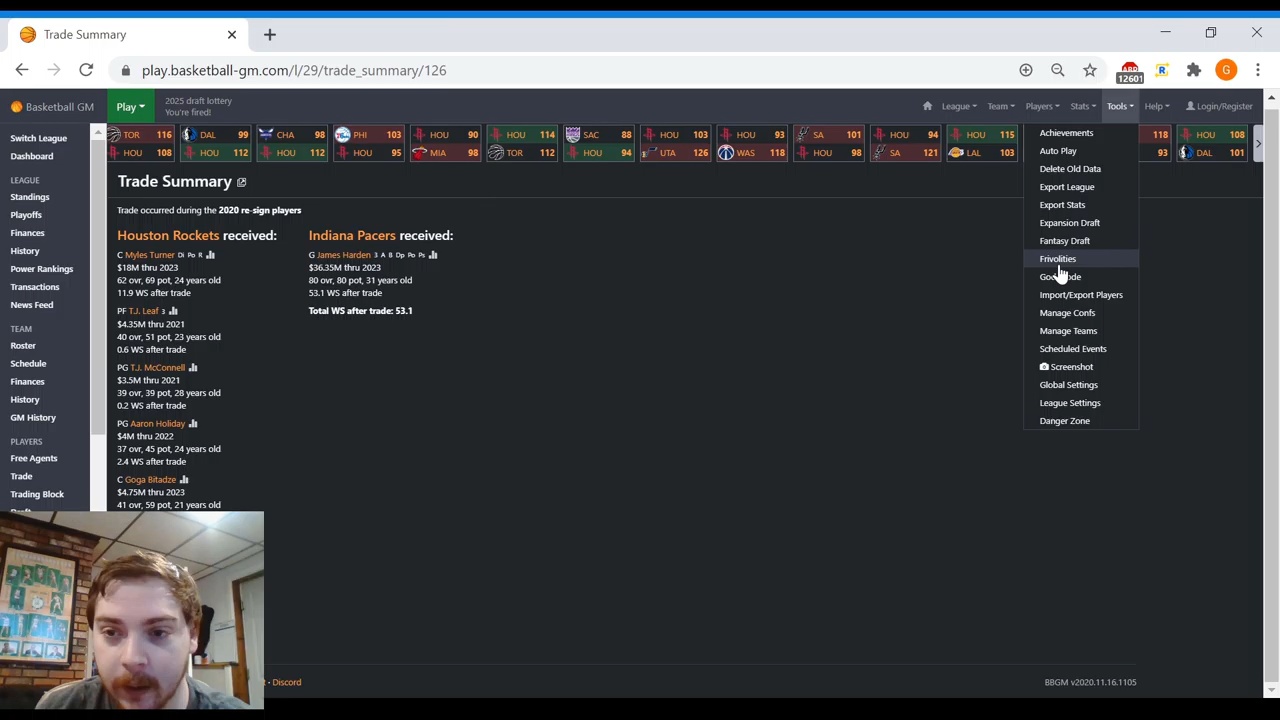 Trade Summary
play.basketball-gm.com/l/29/trade_summary/126
ABP
12601
R
G
Basketball GM
Play
2025 draft lottery
You're fired!
League
Team
Players
Stats
Tools
Help
Login/Register
TOR 116
HOU 108
DAL 99
HOU 112
CHA 98
HOU 112
PHI 103
HOU 95
HOU 90
MIA 98
HOU 114
TOR 112
SAC 88
HOU 94
HOU 103
UTA 126
HOU 93
WAS 118
SA 101
HOU 98
HOU 94
SA 121
HOU 115
LAL 103
118
93
HOU 108
DAL 101
Switch League
Dashboard
LEAGUE
Standings
Playoffs
Finances
History
Power Rankings
Transactions
News Feed
TEAM
Roster
Schedule
Finances
History
GM History
PLAYERS
Free Agents
Trade
Trading Block
Trade Summary
Trade occurred during the 2020 re-sign players
Houston Rockets received:
C Myles Turner Di Po R
$18M thru 2023
62 ovr, 69 pot, 24 years old
11.9 WS after trade
PF T.J. Leaf 3
$4.35M thru 2021
40 ovr, 51 pot, 23 years old
0.6 WS after trade
PG T.J. McConnell
$3.5M thru 2021
39 ovr, 39 pot, 28 years old
0.2 WS after trade
PG Aaron Holiday
$4M thru 2022
37 ovr, 45 pot, 24 years old
2.4 WS after trade
C Goga Bitadze
$4.75M thru 2023
41 ovr, 59 pot, 21 years old
Indiana Pacers received:
G James Harden 3 A B Dp Po Ps
$36.35M thru 2023
80 ovr, 80 pot, 31 years old
53.1 WS after trade
Total WS after trade: 53.1
Achievements
Auto Play
Delete Old Data
Export League
Export Stats
Expansion Draft
Fantasy Draft
Frivolities
God Mode
Import/Export Players
Manage Confs
Manage Teams
Scheduled Events
Screenshot
Global Settings
League Settings
Danger Zone
· Discord
BBGM v2020.11.16.1105